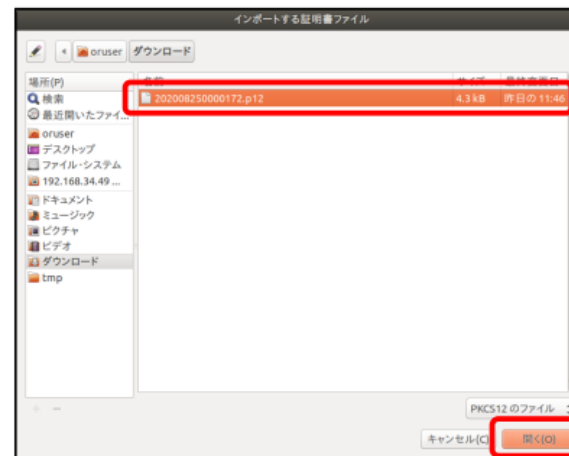 インポートする証明書ファイル
oruser ダウンロード
場所(P)
検索
最近開いたファイ...
oruser
デスクトップ
ファイル・システム
192.168.34.49 ...
ドキュメント
ミュージック
ピクチャ
ビデオ
ダウンロード
tmp
名前 サイズ 最終変更日
202008250000172.p12 4.3 kB 昨日の 11:46
PKCS12 のファイル
キャンセル(C) 開く(O)